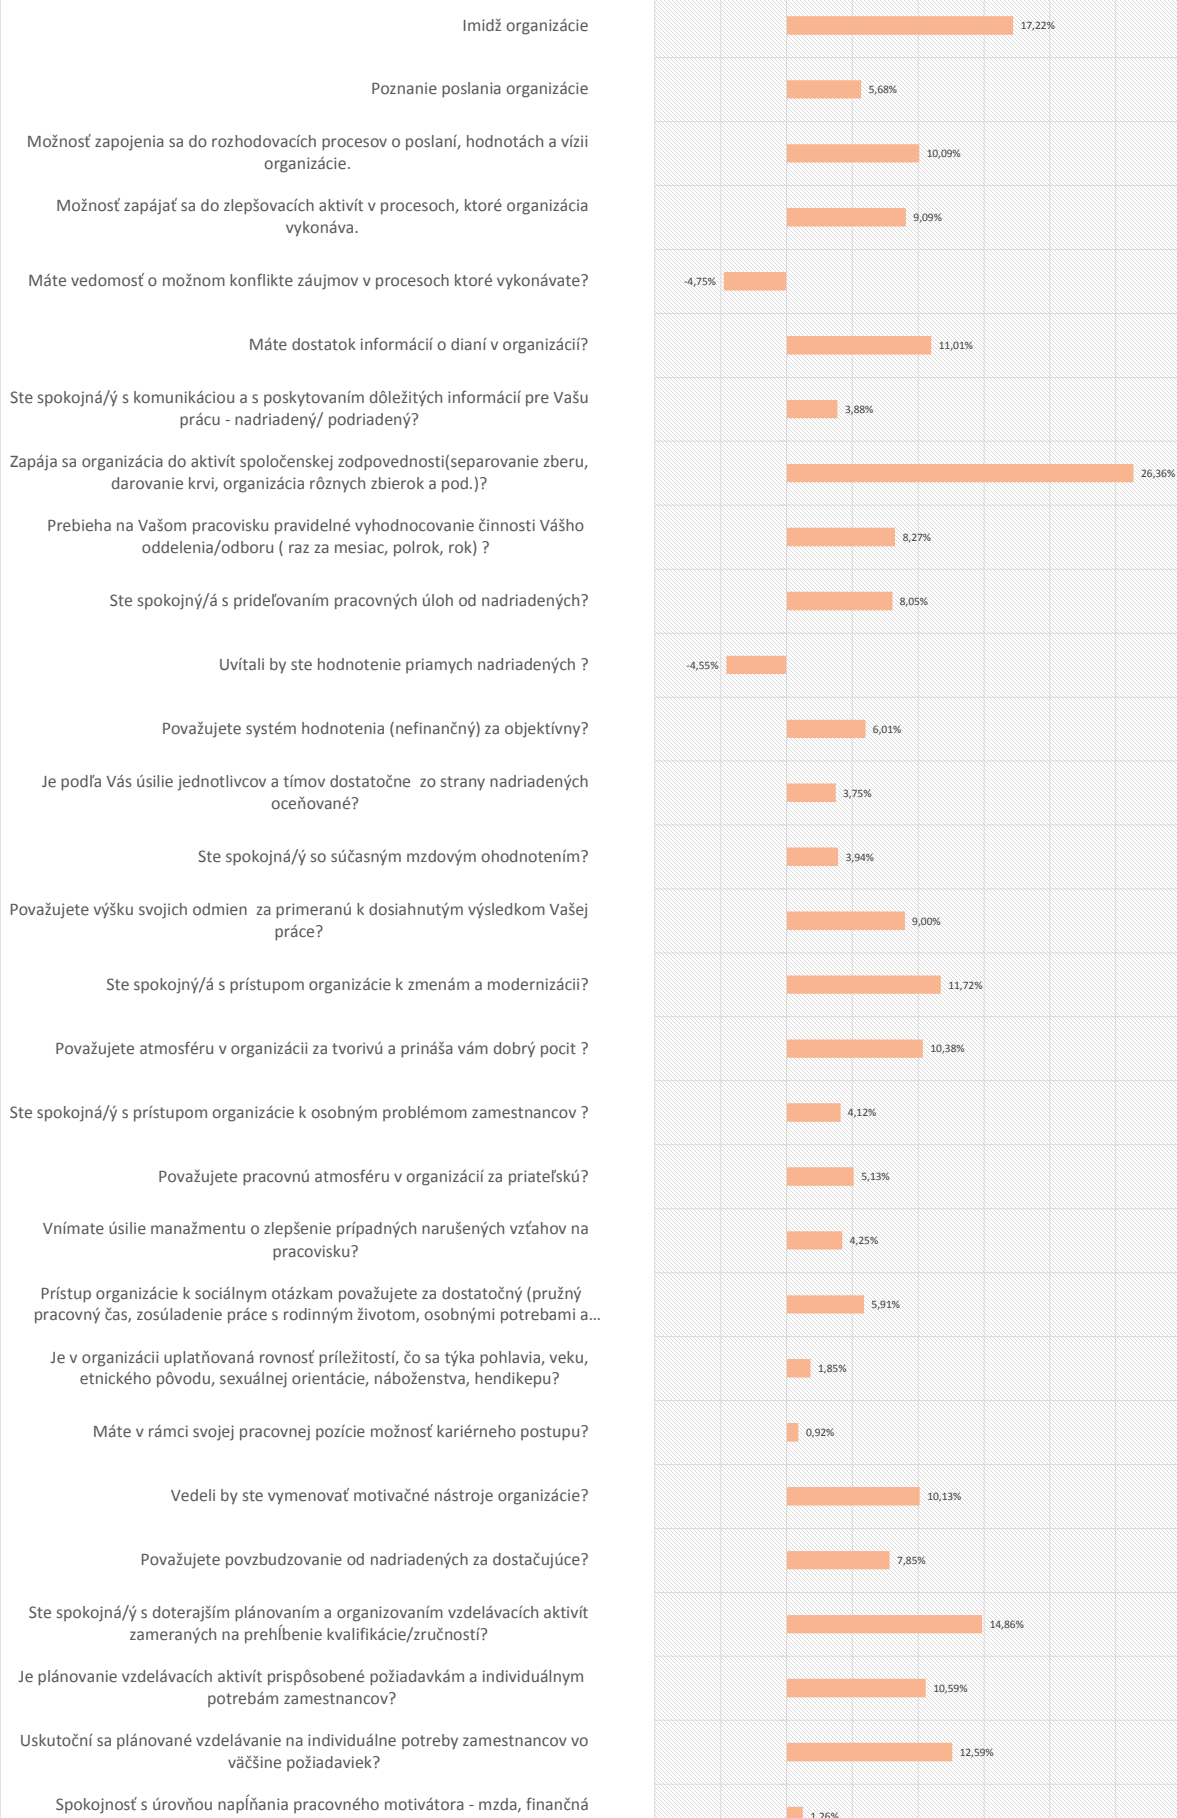 Imidž organizácie
17,22%
Poznanie poslania organizácie
5,68%
Možnosť zapojenia sa do rozhodovacích procesov o poslaní, hodnotách a vízii
organizácie.
10,09%
Možnosť zapájať sa do zlepšovacích aktivít v procesoch, ktoré organizácia
vykonáva.
9,09%
Máte vedomosť o možnom konflikte záujmov v procesoch ktoré vykonávate?
-4,75%
Máte dostatok informácií o dianí v organizácií?
11,01%
Ste spokojná/ý s komunikáciou a s poskytovaním dôležitých informácií pre Vašu
prácu - nadriadený/ podriadený?
3,88%
Zapája sa organizácia do aktivít spoločenskej zodpovednosti(separovanie zberu,
darovanie krvi, organizácia rôznych zbierok a pod.)?
26,36%
Prebieha na Vašom pracovisku pravidelné vyhodnocovanie činnosti Vášho
oddelenia/odboru ( raz za mesiac, polrok, rok) ?
8,27%
Ste spokojný/á s prideľovaním pracovných úloh od nadriadených?
8,05%
Uvítali by ste hodnotenie priamych nadriadených ?
-4,55%
Považujete systém hodnotenia (nefinančný) za objektívny?
6,01%
Je podľa Vás úsilie jednotlivcov a tímov dostatočne  zo strany nadriadených
oceňované?
3,75%
Ste spokojná/ý so súčasným mzdovým ohodnotením?
3,94%
Považujete výšku svojich odmien  za primeranú k dosiahnutým výsledkom Vašej
práce?
9,00%
Ste spokojný/á s prístupom organizácie k zmenám a modernizácii?
11,72%
Považujete atmosféru v organizácii za tvorivú a prináša vám dobrý pocit ?
10,38%
Ste spokojná/ý s prístupom organizácie k osobným problémom zamestnancov ?
4,12%
Považujete pracovnú atmosféru v organizácií za priateľskú?
5,13%
Vnímate úsilie manažmentu o zlepšenie prípadných narušených vzťahov na
pracovisku?
4,25%
Prístup organizácie k sociálnym otázkam považujete za dostatočný (pružný
pracovný čas, zosúladenie práce s rodinným životom, osobnými potrebami a...
5,91%
Je v organizácii uplatňovaná rovnosť príležitostí, čo sa týka pohlavia, veku,
etnického pôvodu, sexuálnej orientácie, náboženstva, hendikepu?
1,85%
Máte v rámci svojej pracovnej pozície možnosť kariérneho postupu?
0,92%
Vedeli by ste vymenovať motivačné nástroje organizácie?
10,13%
Považujete povzbudzovanie od nadriadených za dostačujúce?
7,85%
Ste spokojná/ý s doterajším plánovaním a organizovaním vzdelávacích aktivít
zameraných na prehĺbenie kvalifikácie/zručností?
14,86%
Je plánovanie vzdelávacích aktivít prispôsobené požiadavkám a individuálnym
potrebám zamestnancov?
10,59%
Uskutoční sa plánované vzdelávanie na individuálne potreby zamestnancov vo
väčšine požiadaviek?
12,59%
Spokojnosť s úrovňou napĺňania pracovného motivátora - mzda, finančná
1,26%